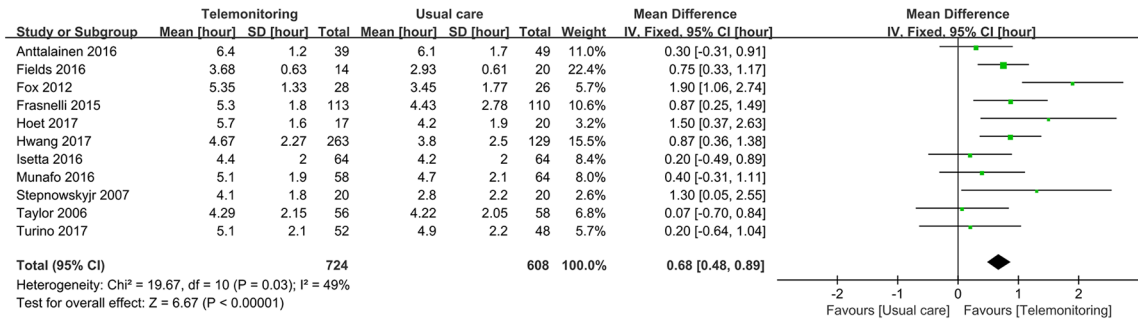 Telemonitoring Usual care Mean Difference Mean Difference
Study or Subgroup Mean [hour] SD [hour] Total Mean [hour] SD [hour] Total Weight IV. Fixed. 95% CI [hour] IV. Fixed. 95% CI [hour]
Anttalainen 2016 6.4 1.2 39 6.1 1.7 49 11.0% 0.30 [-0.31, 0.91]
Fields 2016 3.68 0.63 14 2.93 0.61 20 22.4% 0.75 [0.33, 1.17]
Fox 2012 5.35 1.33 28 3.45 1.77 26 5.7% 1.90 [1.06, 2.74]
Frasnelli 2015 5.3 1.8 113 4.43 2.78 110 10.6% 0.87 [0.25, 1.49]
Hoet 2017 5.7 1.6 17 4.2 1.9 20 3.2% 1.50 [0.37, 2.63]
Hwang 2017 4.67 2.27 263 3.8 2.5 129 15.5% 0.87 [0.36, 1.38]
Isetta 2016 4.4 2 64 4.2 2 64 8.4% 0.20 [-0.49, 0.89]
Munafo 2016 5.1 1.9 58 4.7 2.1 64 8.0% 0.40 [-0.31, 1.11]
Stepnowskyjr 2007 4.1 1.8 20 2.8 2.2 20 2.6% 1.30 [0.05, 2.55]
Taylor 2006 4.29 2.15 56 4.22 2.05 58 6.8% 0.07 [-0.70, 0.84]
Turino 2017 5.1 2.1 52 4.9 2.2 48 5.7% 0.20 [-0.64, 1.04]
Total (95% CI) 724 608 100.0% 0.68 [0.48, 0.89]
Heterogeneity: Chi² = 19.67, df = 10 (P = 0.03); I² = 49%
Test for overall effect: Z = 6.67 (P < 0.00001)
-2 -1 0 1 2
Favours [Usual care] Favours [Telemonitoring]